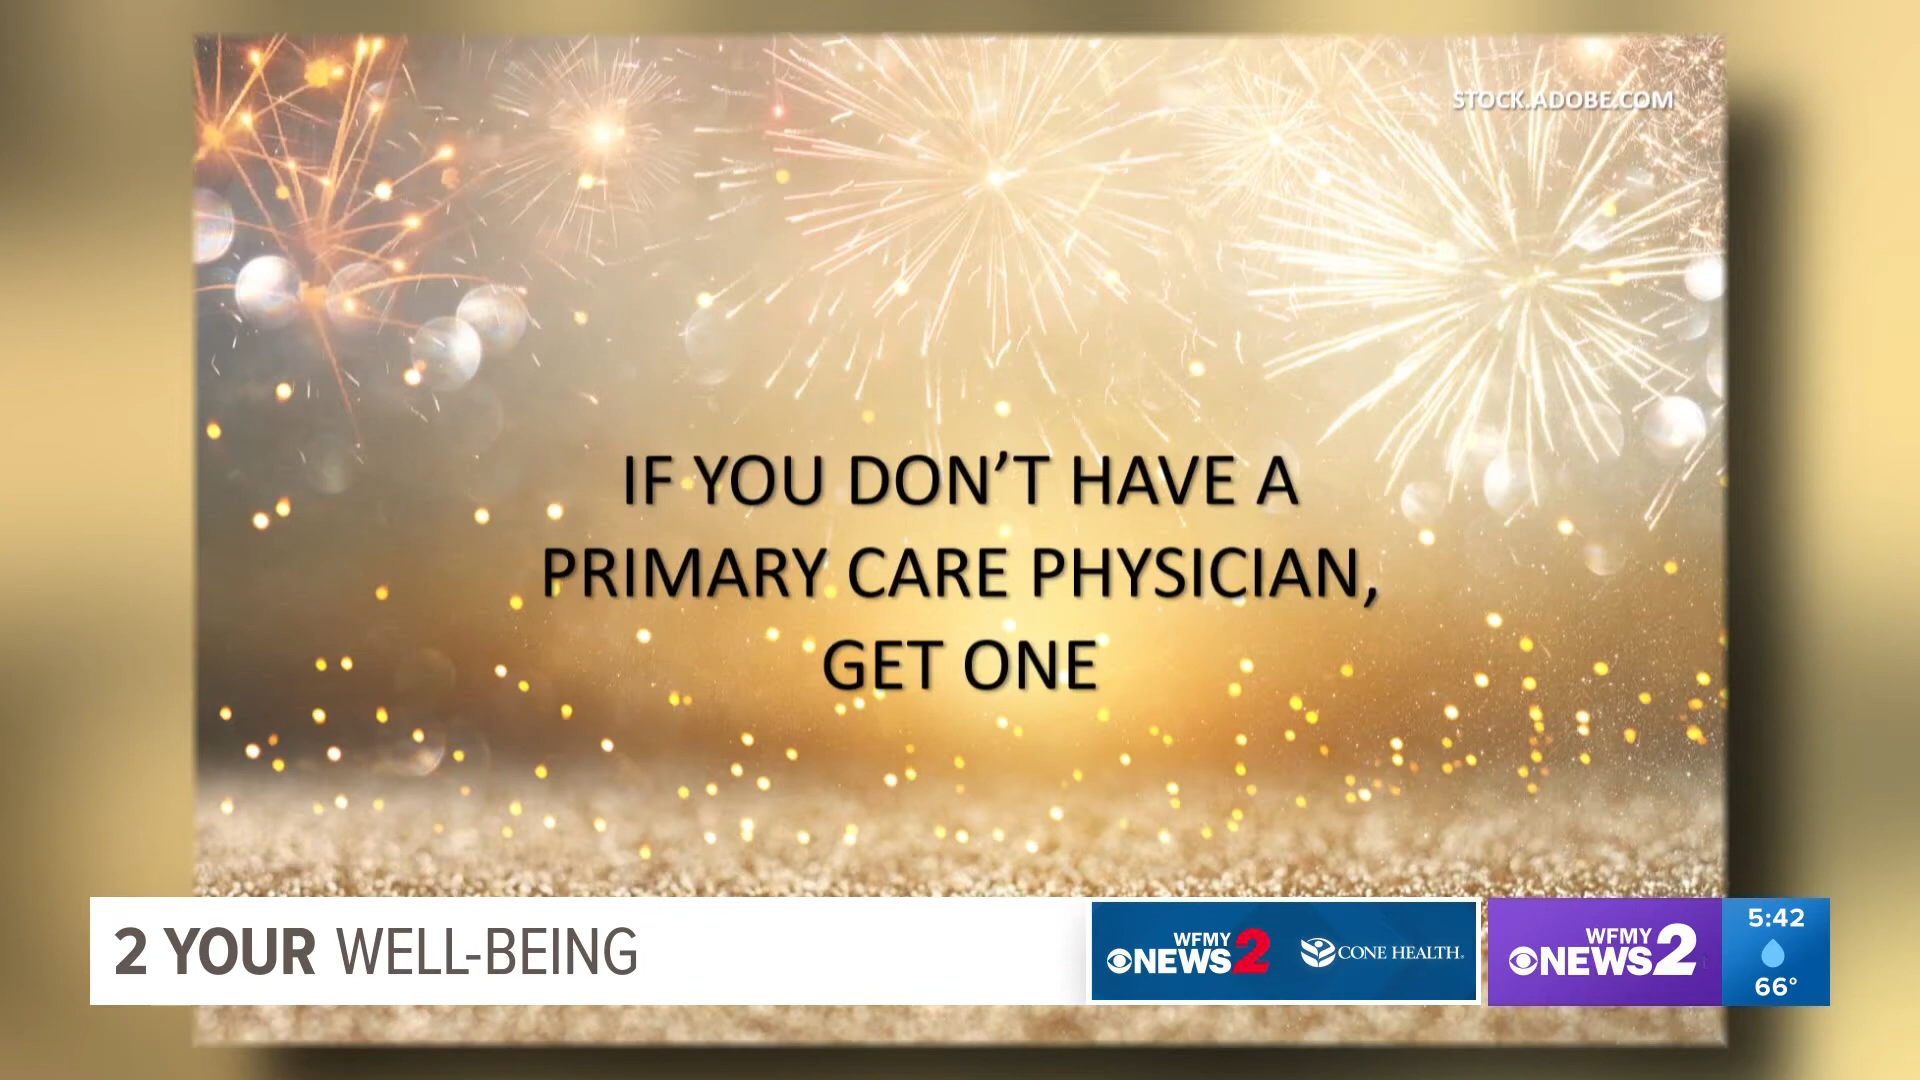 STOCK.ADOBE.COM
IF YOU DON'T HAVE A
PRIMARY CARE PHYSICIAN,
GET ONE
2 YOUR WELL-BEING
WFMY
NEWS 2
CONE HEALTH®
WFMY
NEWS 2
5:42
66°